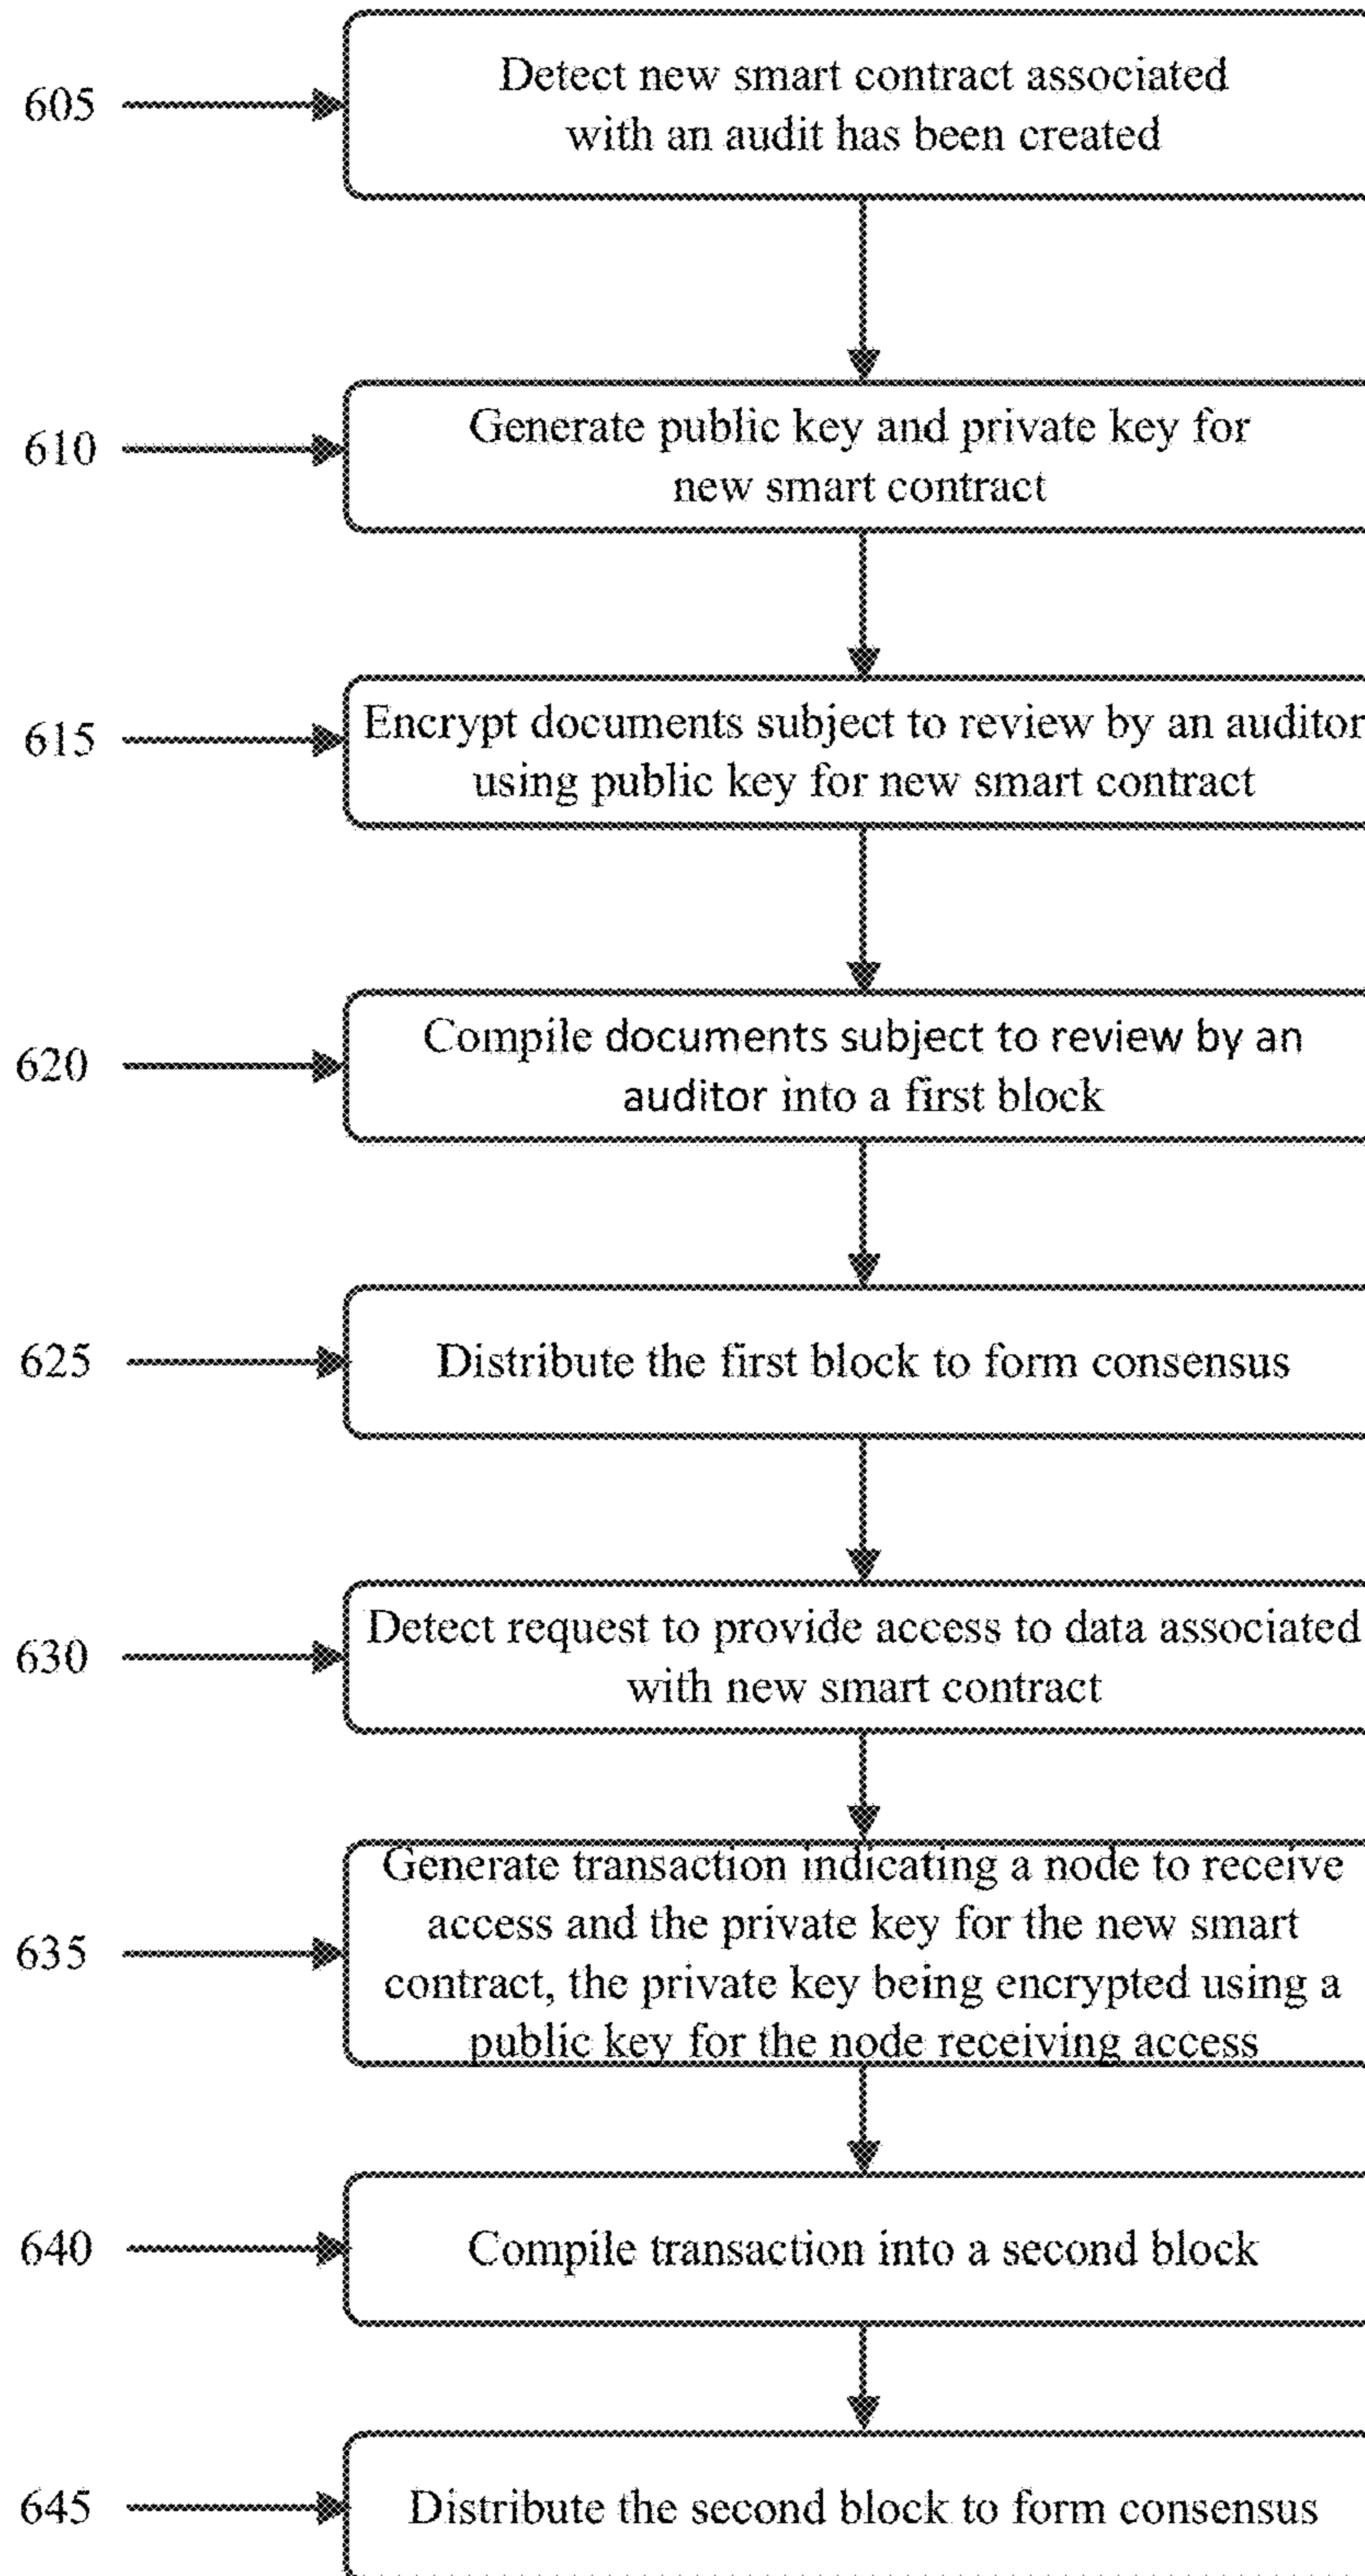 605
Detect new smart contract associated
with an audit has been created
610
Generate public key and private key for
new smart contract
615
Encrypt documents subject to review by an auditor
using public key for new smart contract
620
Compile documents subject to review by an
auditor into a first block
625
Distribute the first block to form consensus
630
Detect request to provide access to data associated
with new smart contract
635
Generate transaction indicating a node to receive
access and the private key for the new smart
contract, the private key being encrypted using a
public key for the node receiving access
640
Compile transaction into a second block
645
Distribute the second block to form consensus